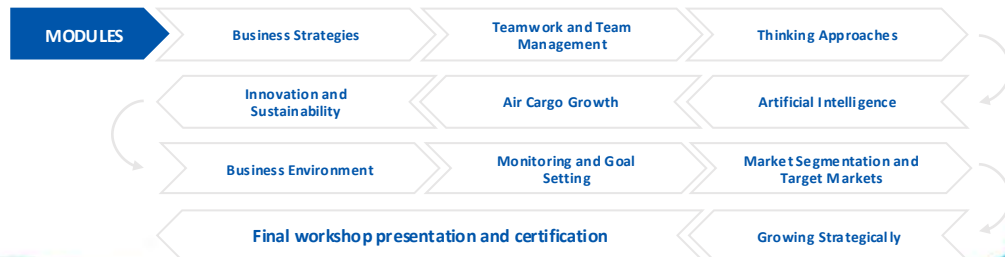 MODULES
Business Strategies
Teamwork and Team
Management
Thinking Approaches
Artificial Intelligence
Air Cargo Growth
Innovation and
Sustainability
Business Environment
Monitoring and Goal
Setting
Market Segmentation and
Target Markets
Growing Strategically
Final workshop presentation and certification